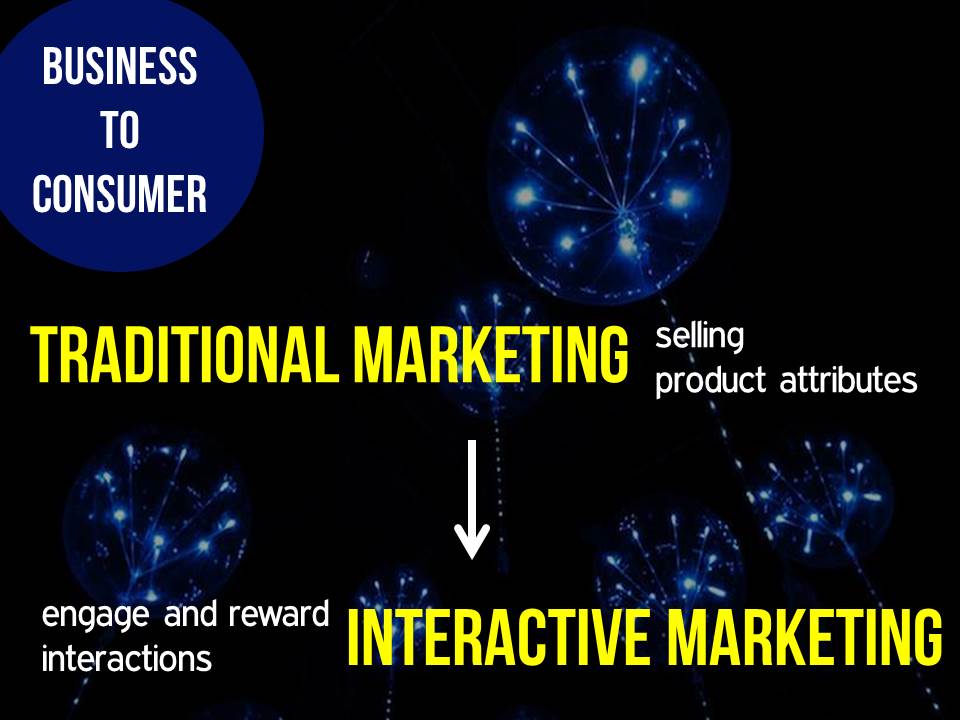 BUSINESS
TO
CONSUMER
TRADITIONAL MARKETING
selling
product attributes
engage and reward
interactions
INTERACTIVE MARKETING